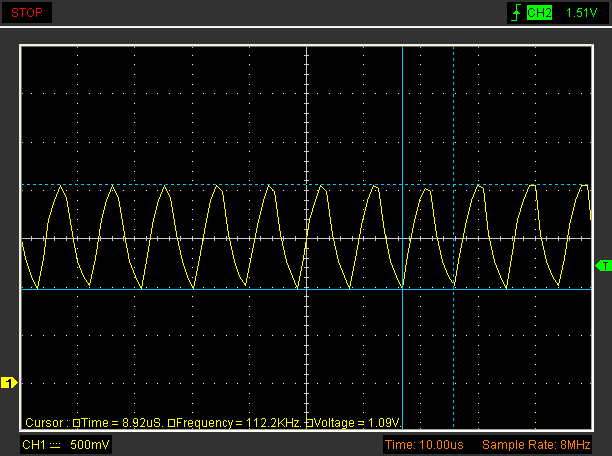 STOP
CH2 1.51V
T
1
Cursor : □Time = 8.92uS. □Frequency = 112.2KHz. □Voltage = 1.09V.
CH1 500mV
Time: 10.00us Sample Rate: 8MHz